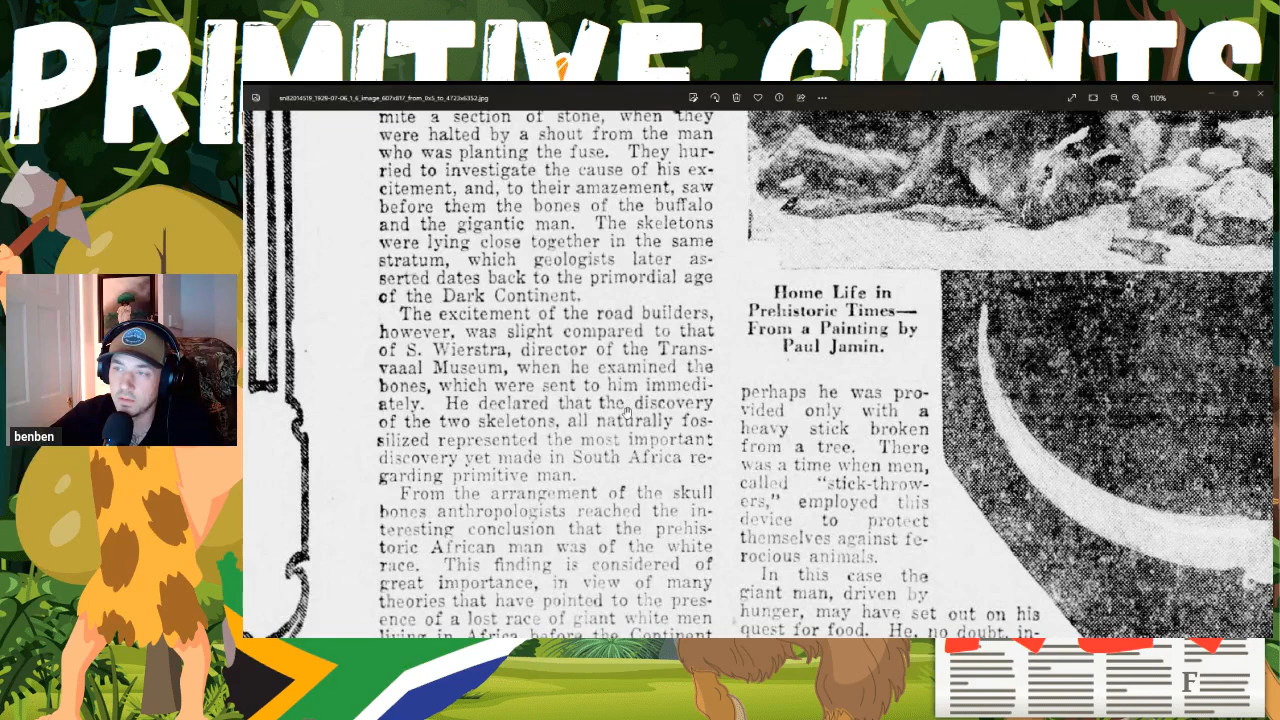 PRIMITIVE GIANTS
sn82014519_1929-07-06_1_6_image_607x817_from_0x5_to_4723x6352.jpg
110%
mite a section of stone, when they
were halted by a shout from the man
who was planting the fuse. They hur-
ried to investigate the cause of his ex-
citement, and, to their amazement, saw
before them the bones of the buffalo
and the gigantic man. The skeletons
were lying close together in the same
stratum, which geologists later as-
serted dates back to the primordial age
of the Dark Continent.
The excitement of the road builders,
however, was slight compared to that
of S. Wierstra, director of the Trans-
vaaal Museum, when he examined the
bones, which were sent to him immedi-
ately. He declared that the discovery
of the two skeletons, all naturally fos-
silized represented the most important
discovery yet made in South Africa re-
garding primitive man.
From the arrangement of the skull
bones anthropologists reached the in-
teresting conclusion that the prehis-
toric African man was of the white
race. This finding is considered of
great importance, in view of many
theories that have pointed to the pres-
ence of a lost race of giant white men
living in Africa before the Continent
Home Life in
Prehistoric Times—
From a Painting by
Paul Jamin.
perhaps he was pro-
vided only with a
heavy stick broken
from a tree. There
was a time when men,
called "stick-throw-
ers," employed this
device to protect
themselves against fe-
rocious animals.
In this case the
giant man, driven by
hunger, may have set out on his
quest for food. He, no doubt, in-
benben
F